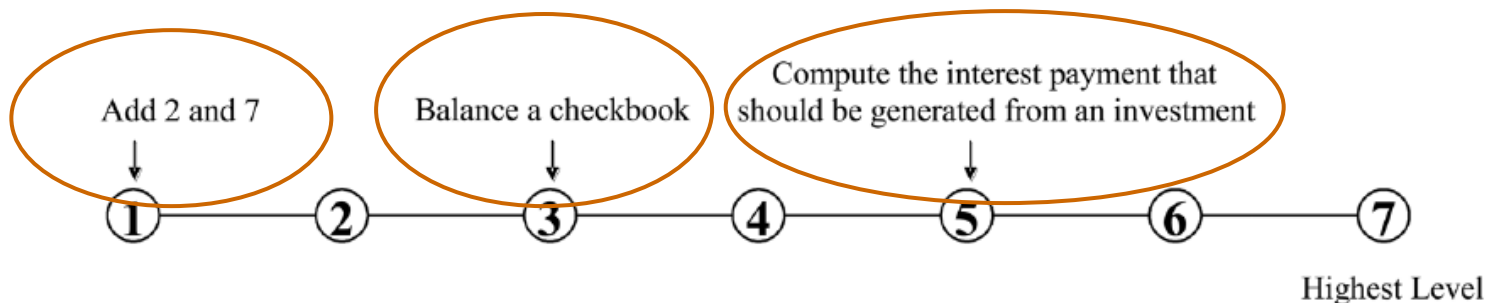 Compute the interest payment that
Add 2 and 7
Balance a checkbook
should be generated from an investment
1 2 3 4 5 6 7
Highest Level